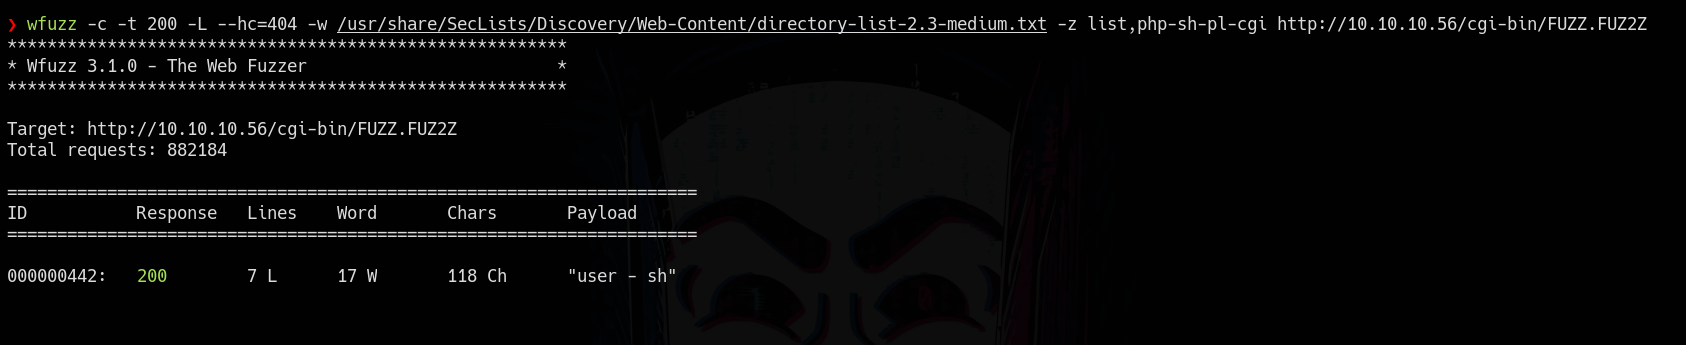 ❯ wfuzz -c -t 200 -L --hc=404 -w /usr/share/SecLists/Discovery/Web-Content/directory-list-2.3-medium.txt -z list,php-sh-pl-cgi http://10.10.10.56/cgi-bin/FUZZ.FUZ2Z
********************************************************
* Wfuzz 3.1.0 - The Web Fuzzer                         *
********************************************************
Target: http://10.10.10.56/cgi-bin/FUZZ.FUZ2Z
Total requests: 882184
=====================================================================
ID           Response   Lines    Word       Chars       Payload
=====================================================================
000000442:   200        7 L      17 W       118 Ch      "user - sh"